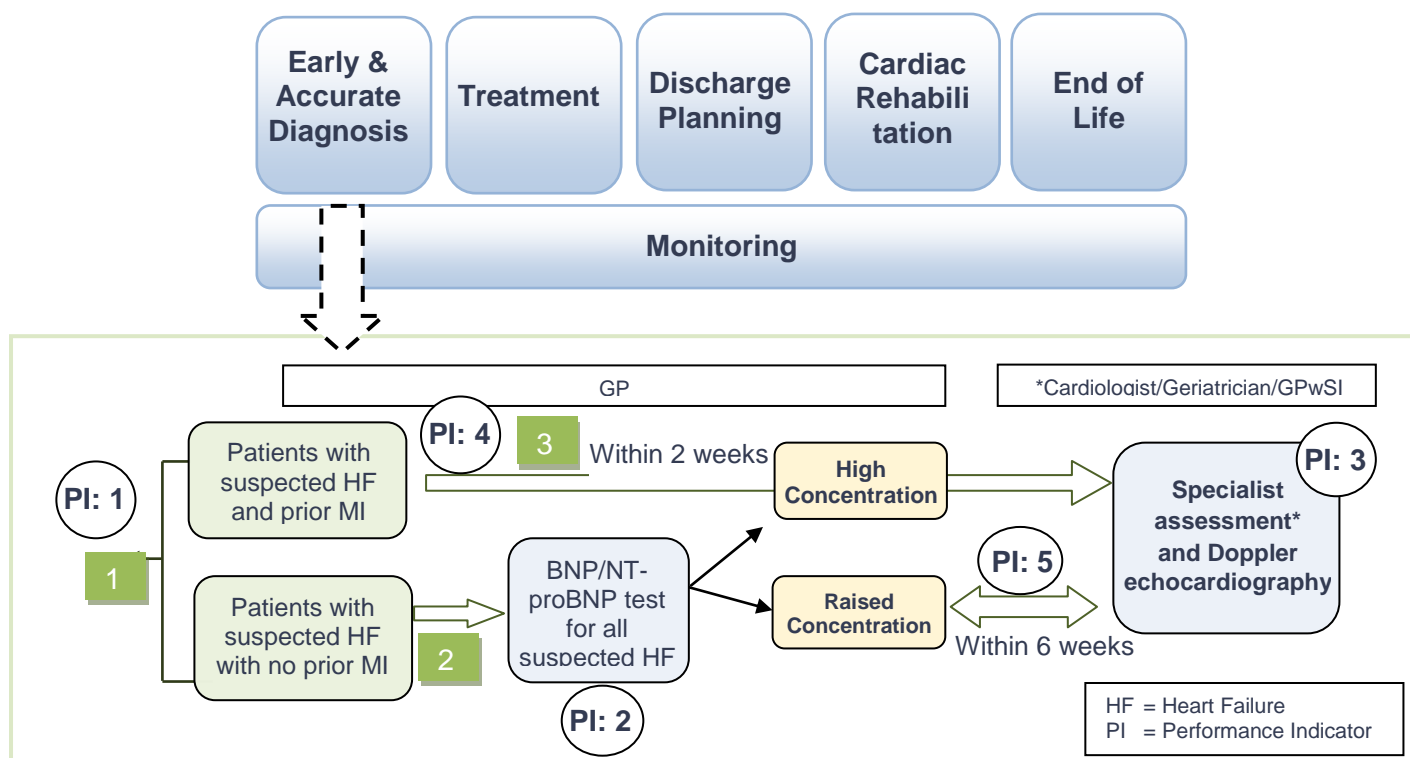 Early &
Accurate
Diagnosis
Treatment
Discharge
Planning
Cardiac
Rehabili
tation
End of
Life
Monitoring
GP
*Cardiologist/Geriatrician/GPwSI
PI: 1
1
Patients with
suspected HF
and prior MI
PI: 4
3
Within 2 weeks
High
Concentration
Specialist
assessment*
and Doppler
echocardiography
PI: 3
Patients with
suspected HF
with no prior MI
2
BNP/NT-
proBNP test
for all
suspected HF
PI: 2
Raised
Concentration
PI: 5
Within 6 weeks
HF = Heart Failure
PI = Performance Indicator